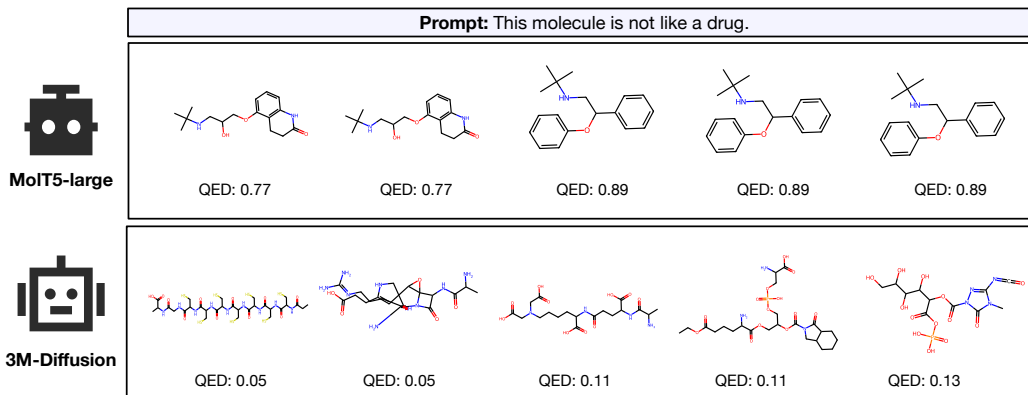 Prompt: This molecule is not like a drug.
MolT5-large
QED: 0.77 QED: 0.77 QED: 0.89 QED: 0.89 QED: 0.89
3M-Diffusion
QED: 0.05 QED: 0.05 QED: 0.11 QED: 0.11 QED: 0.13